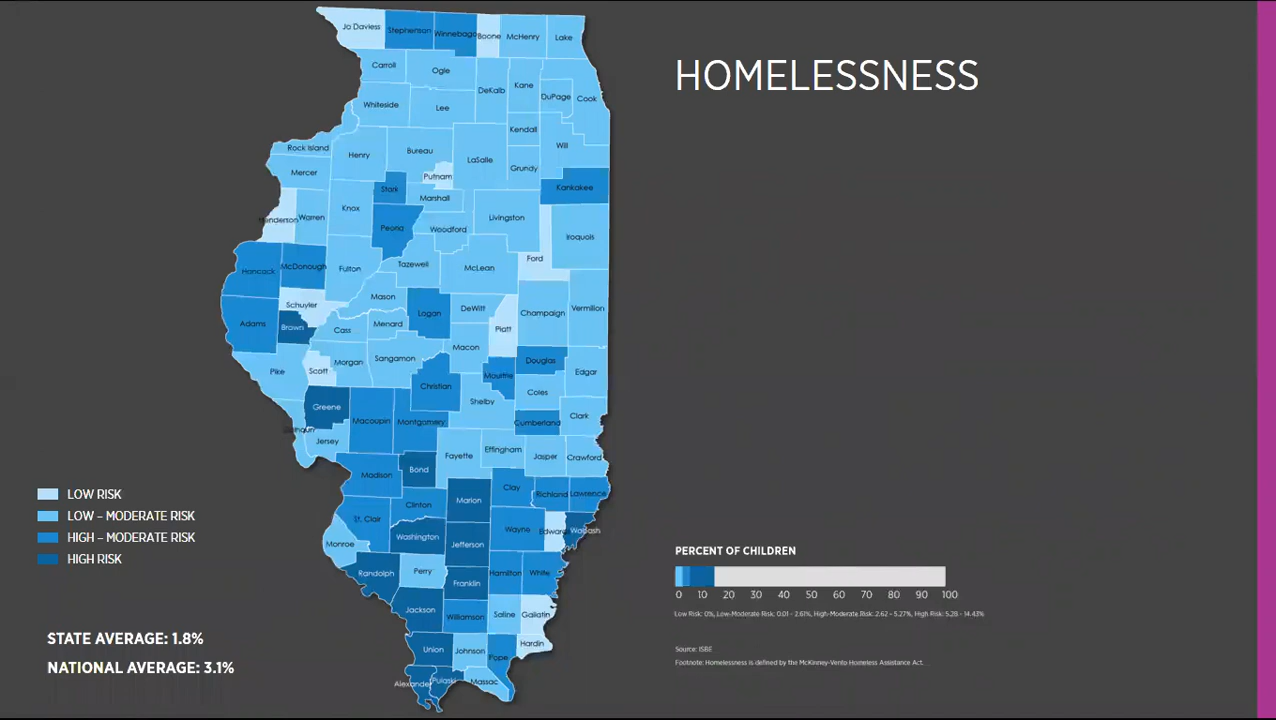 HOMELESSNESS
Jo Daviess Stephenson Winnebago Boone McHenry Lake
Carroll Ogle DeKalb Kane DuPage Cook
Whiteside Lee
Kendall
Rock Island Henry Bureau LaSalle Will
Mercer Putnam Grundy
Stark Marshall Kankakee
Henderson Warren Knox Peoria Woodford Livingston Iroquois
Hancock McDonough Fulton Tazewell McLean Ford
Schuyler Mason Logan DeWitt Champaign Vermilion
Adams Brown Cass Menard Piatt
Macon
Pike Scott Morgan Sangamon Moultrie Douglas Edgar
Christian Coles
Greene Macoupin Montgomery Shelby Cumberland Clark
Calhoun Jersey
Fayette Effingham Jasper Crawford
Madison Bond
Clay Richland Lawrence
Clinton Marion
St. Clair Wayne Edwards Wabash
Monroe Washington Jefferson
Randolph Perry Franklin Hamilton White
Jackson Williamson Saline Gallatin
Union Johnson Pope Hardin
Alexander Pulaski Massac
LOW RISK
LOW – MODERATE RISK
HIGH – MODERATE RISK
HIGH RISK
STATE AVERAGE: 1.8%
NATIONAL AVERAGE: 3.1%
PERCENT OF CHILDREN
0 10 20 30 40 50 60 70 80 90 100
Low Risk: 0%, Low-Moderate Risk: 0.01 - 2.61%, High-Moderate Risk: 2.62 - 5.27%, High Risk: 5.28 - 14.43%
Source: ISBE
Footnote: Homelessness is defined by the McKinney-Vento Homeless Assistance Act.